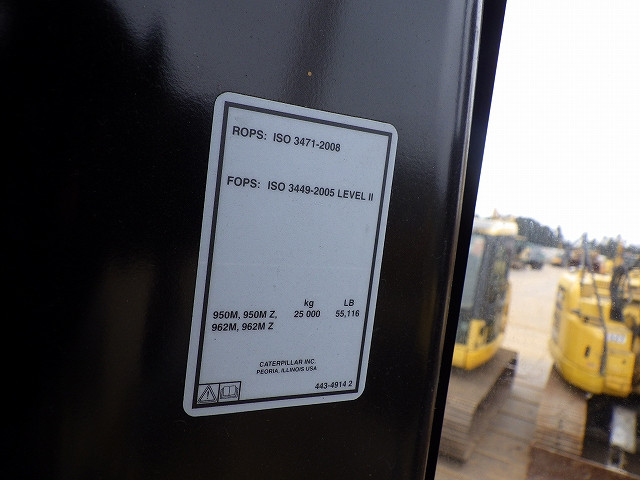 ROPS: ISO 3471-2008
FOPS: ISO 3449-2005 LEVEL II
kg LB
950M, 950M Z, 25 000 55,116
962M, 962M Z
CATERPILLAR INC.
PEORIA, ILLINOIS USA
443-4914 2